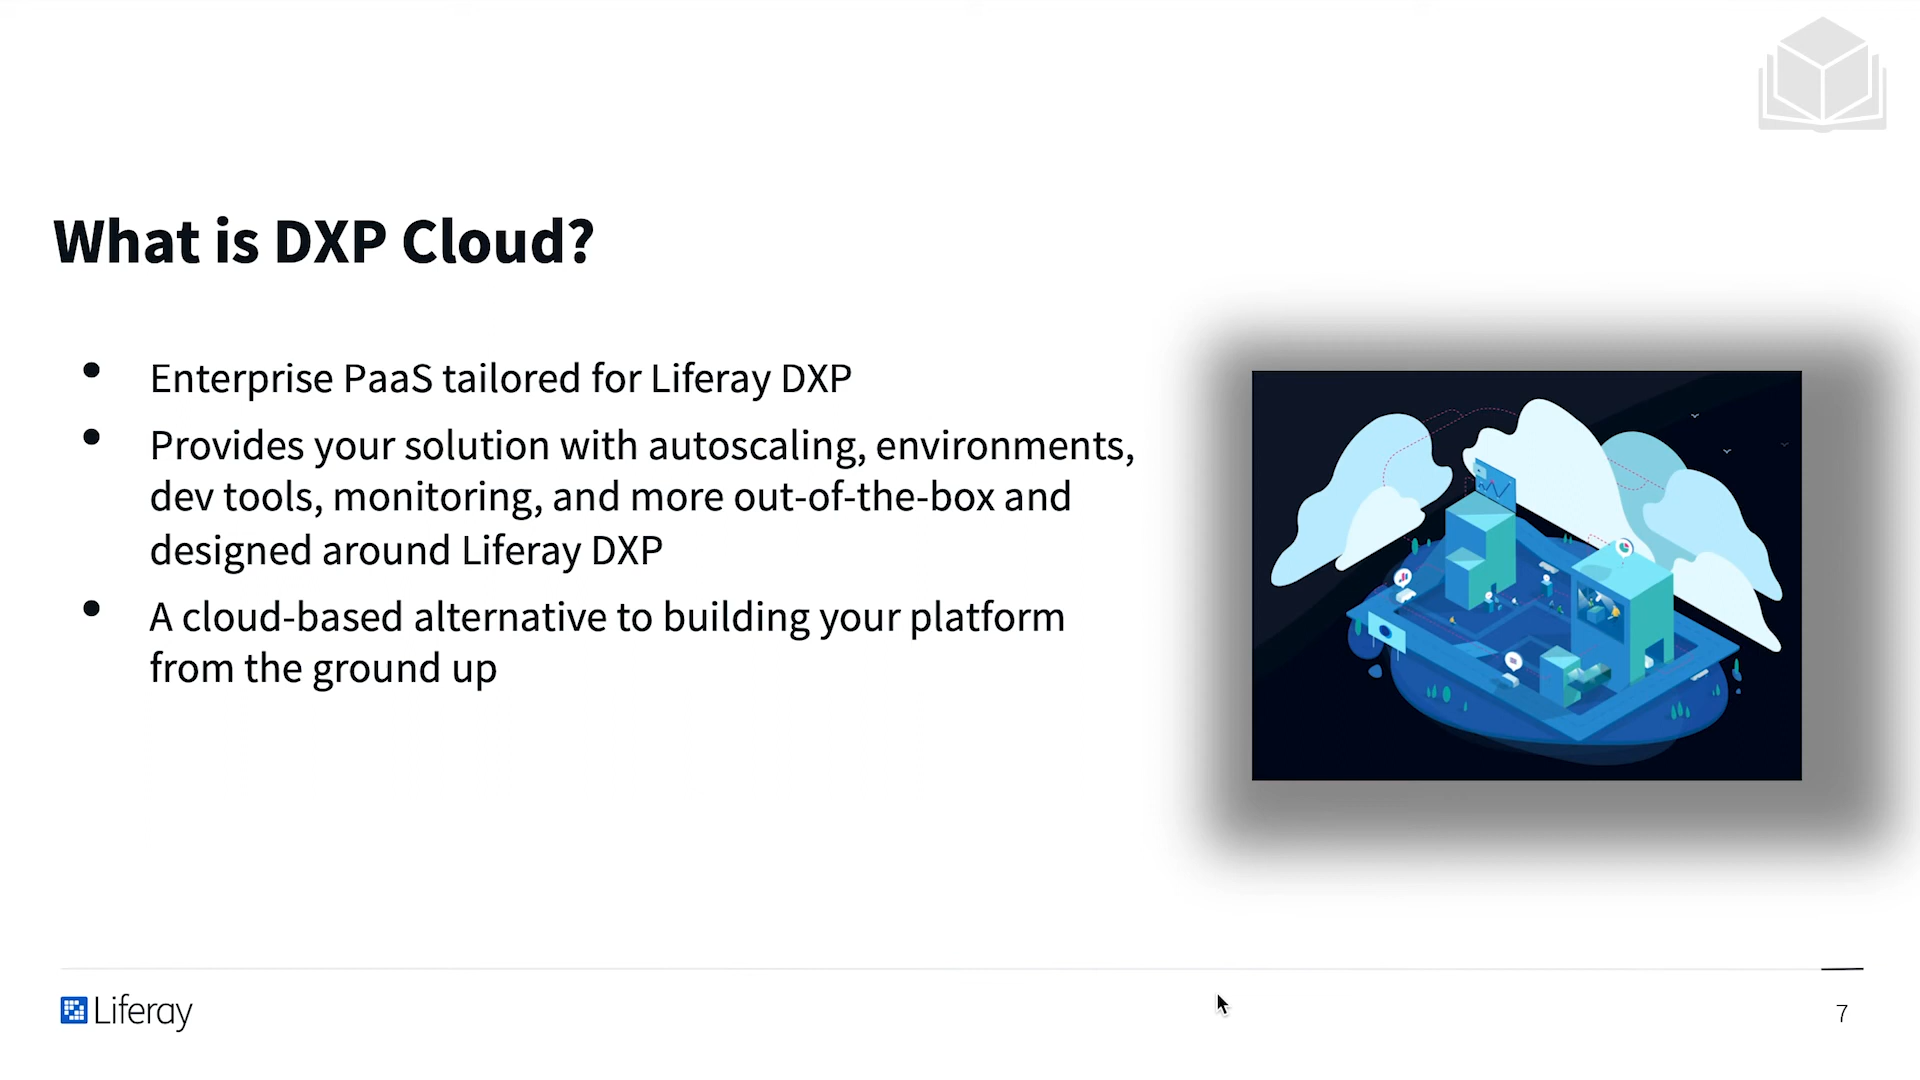 What is DXP Cloud?
• Enterprise PaaS tailored for Liferay DXP
• Provides your solution with autoscaling, environments,
dev tools, monitoring, and more out-of-the-box and
designed around Liferay DXP
• A cloud-based alternative to building your platform
from the ground up
Liferay
7